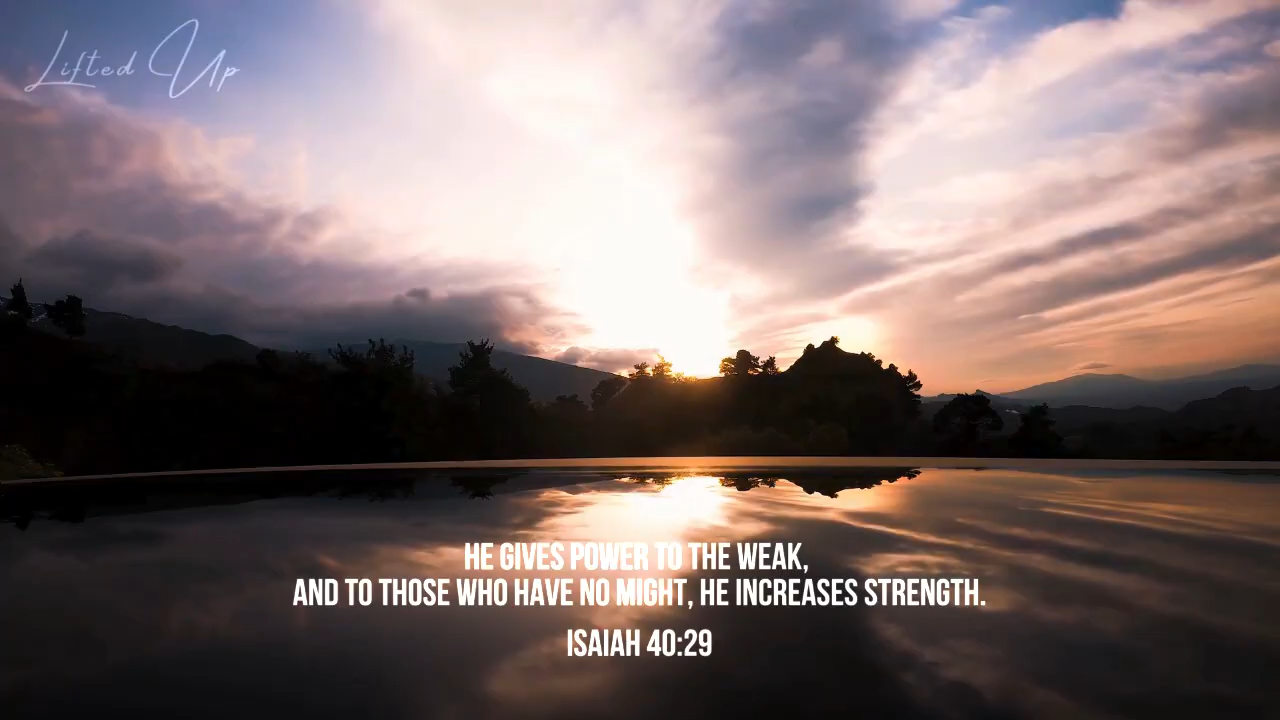 Lifted Up
HE GIVES POWER TO THE WEAK,
AND TO THOSE WHO HAVE NO MIGHT, HE INCREASES STRENGTH.
ISAIAH 40:29